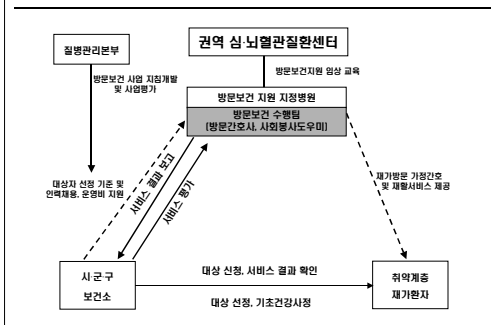 질병관리본부
권역 심·뇌혈관질환센터
방문보건 사업 지침개발
및 사업평가
방문보건지원 임상 교육
방문보건 지원 지정병원
방문보건 수행팀
(방문간호사, 사회봉사도우미)
대상자 선정 기준 및
인력채용, 운영비 지원
서비스 결과 보고
서비스 평가
재가방문 가정간호
및 재활서비스 제공
시·군·구
보건소
대상 신청, 서비스 결과 확인
대상 선정, 기초건강사정
취약계층
재가환자